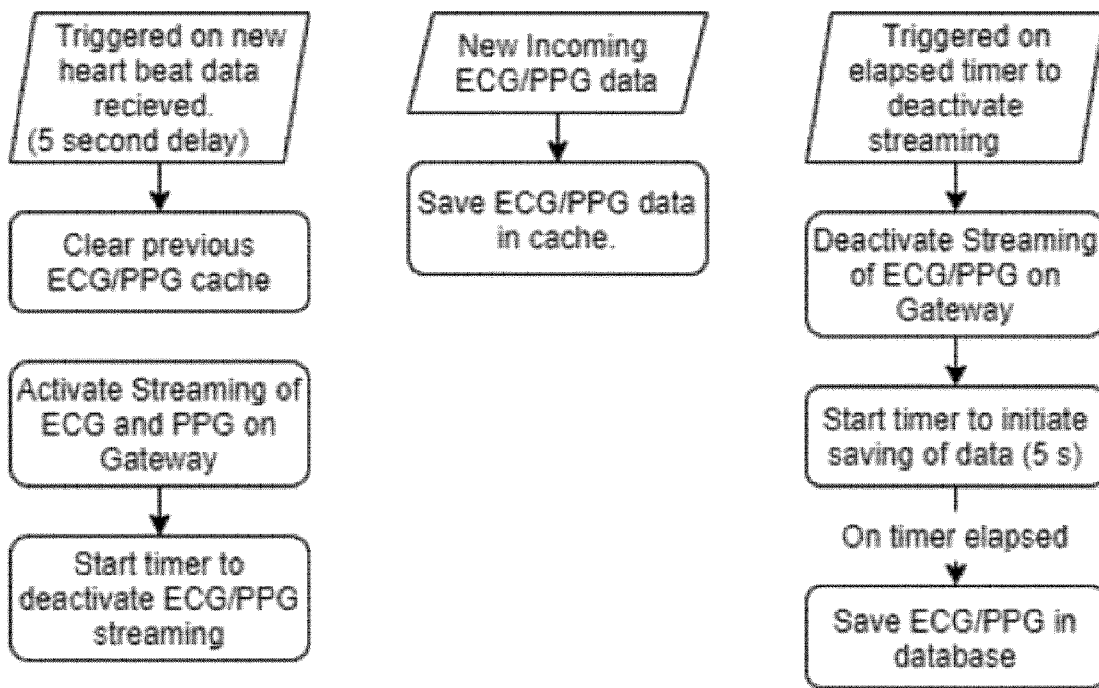 Triggered on new
heart beat data
recieved.
(5 second delay)
Clear previous
ECG/PPG cache
Activate Streaming of
ECG and PPG on
Gateway
Start timer to
deactivate ECG/PPG
streaming
New Incoming
ECG/PPG data
Save ECG/PPG data
in cache.
Triggered on
elapsed timer to
deactivate
streaming
Deactivate Streaming
of ECG/PPG on
Gateway
Start timer to initiate
saving of data (5 s)
On timer elapsed
Save ECG/PPG in
database